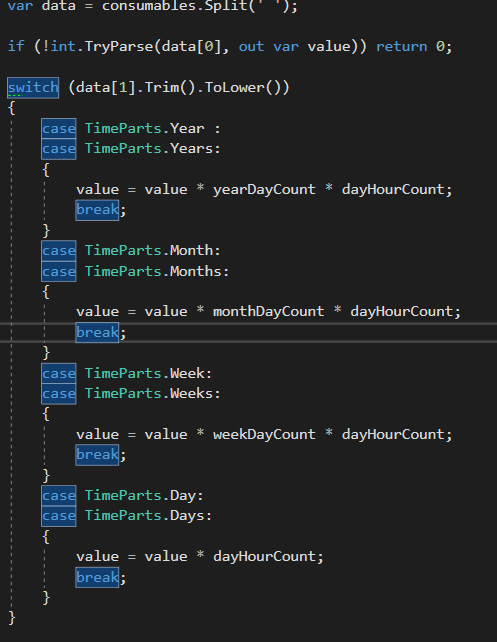 var data = consumables.Split(' ');
if (!int.TryParse(data[0], out var value)) return 0;
switch (data[1].Trim().ToLower())
{
case TimeParts.Year :
case TimeParts.Years:
{
value = value * yearDayCount * dayHourCount;
break;
}
case TimeParts.Month:
case TimeParts.Months:
{
value = value * monthDayCount * dayHourCount;
break;
}
case TimeParts.Week:
case TimeParts.Weeks:
{
value = value * weekDayCount * dayHourCount;
break;
}
case TimeParts.Day:
case TimeParts.Days:
{
value = value * dayHourCount;
break;
}
}